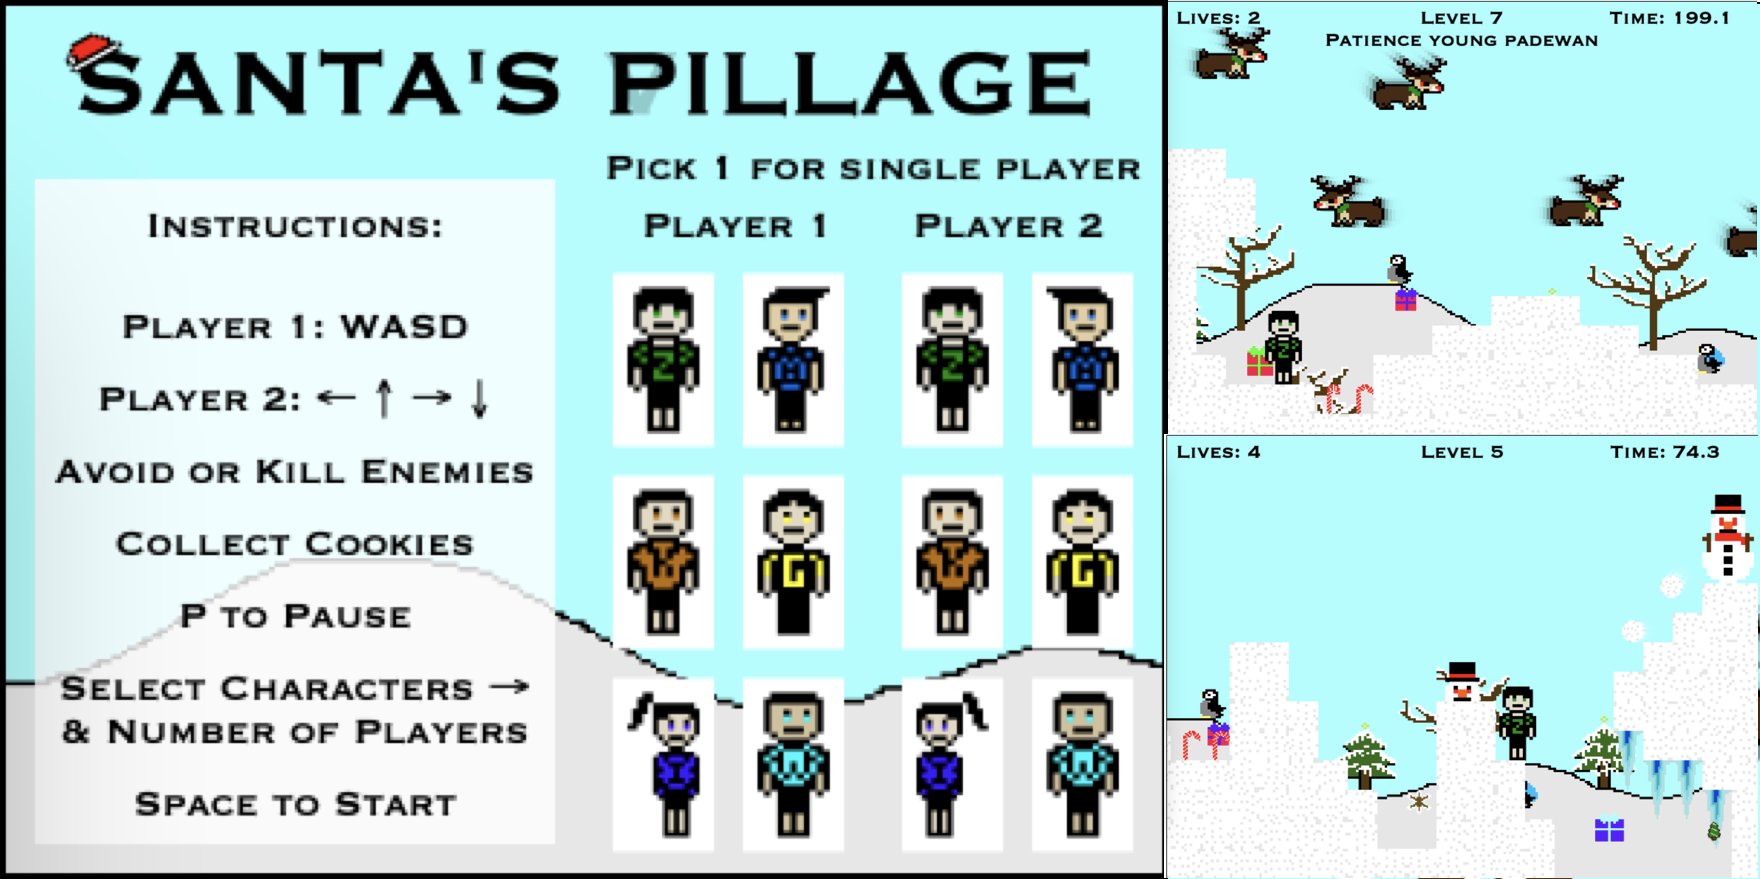 SANTA'S PILLAGE
PICK 1 FOR SINGLE PLAYER
INSTRUCTIONS:
PLAYER 1: WASD
PLAYER 2: ← ↑ → ↓
AVOID OR KILL ENEMIES
COLLECT COOKIES
P TO PAUSE
SELECT CHARACTERS →
& NUMBER OF PLAYERS
SPACE TO START
PLAYER 1 PLAYER 2
Z
G G
LIVES: 2 LEVEL 7 TIME: 199.1
PATIENCE YOUNG PADEWAN
LIVES: 4 LEVEL 5 TIME: 74.3